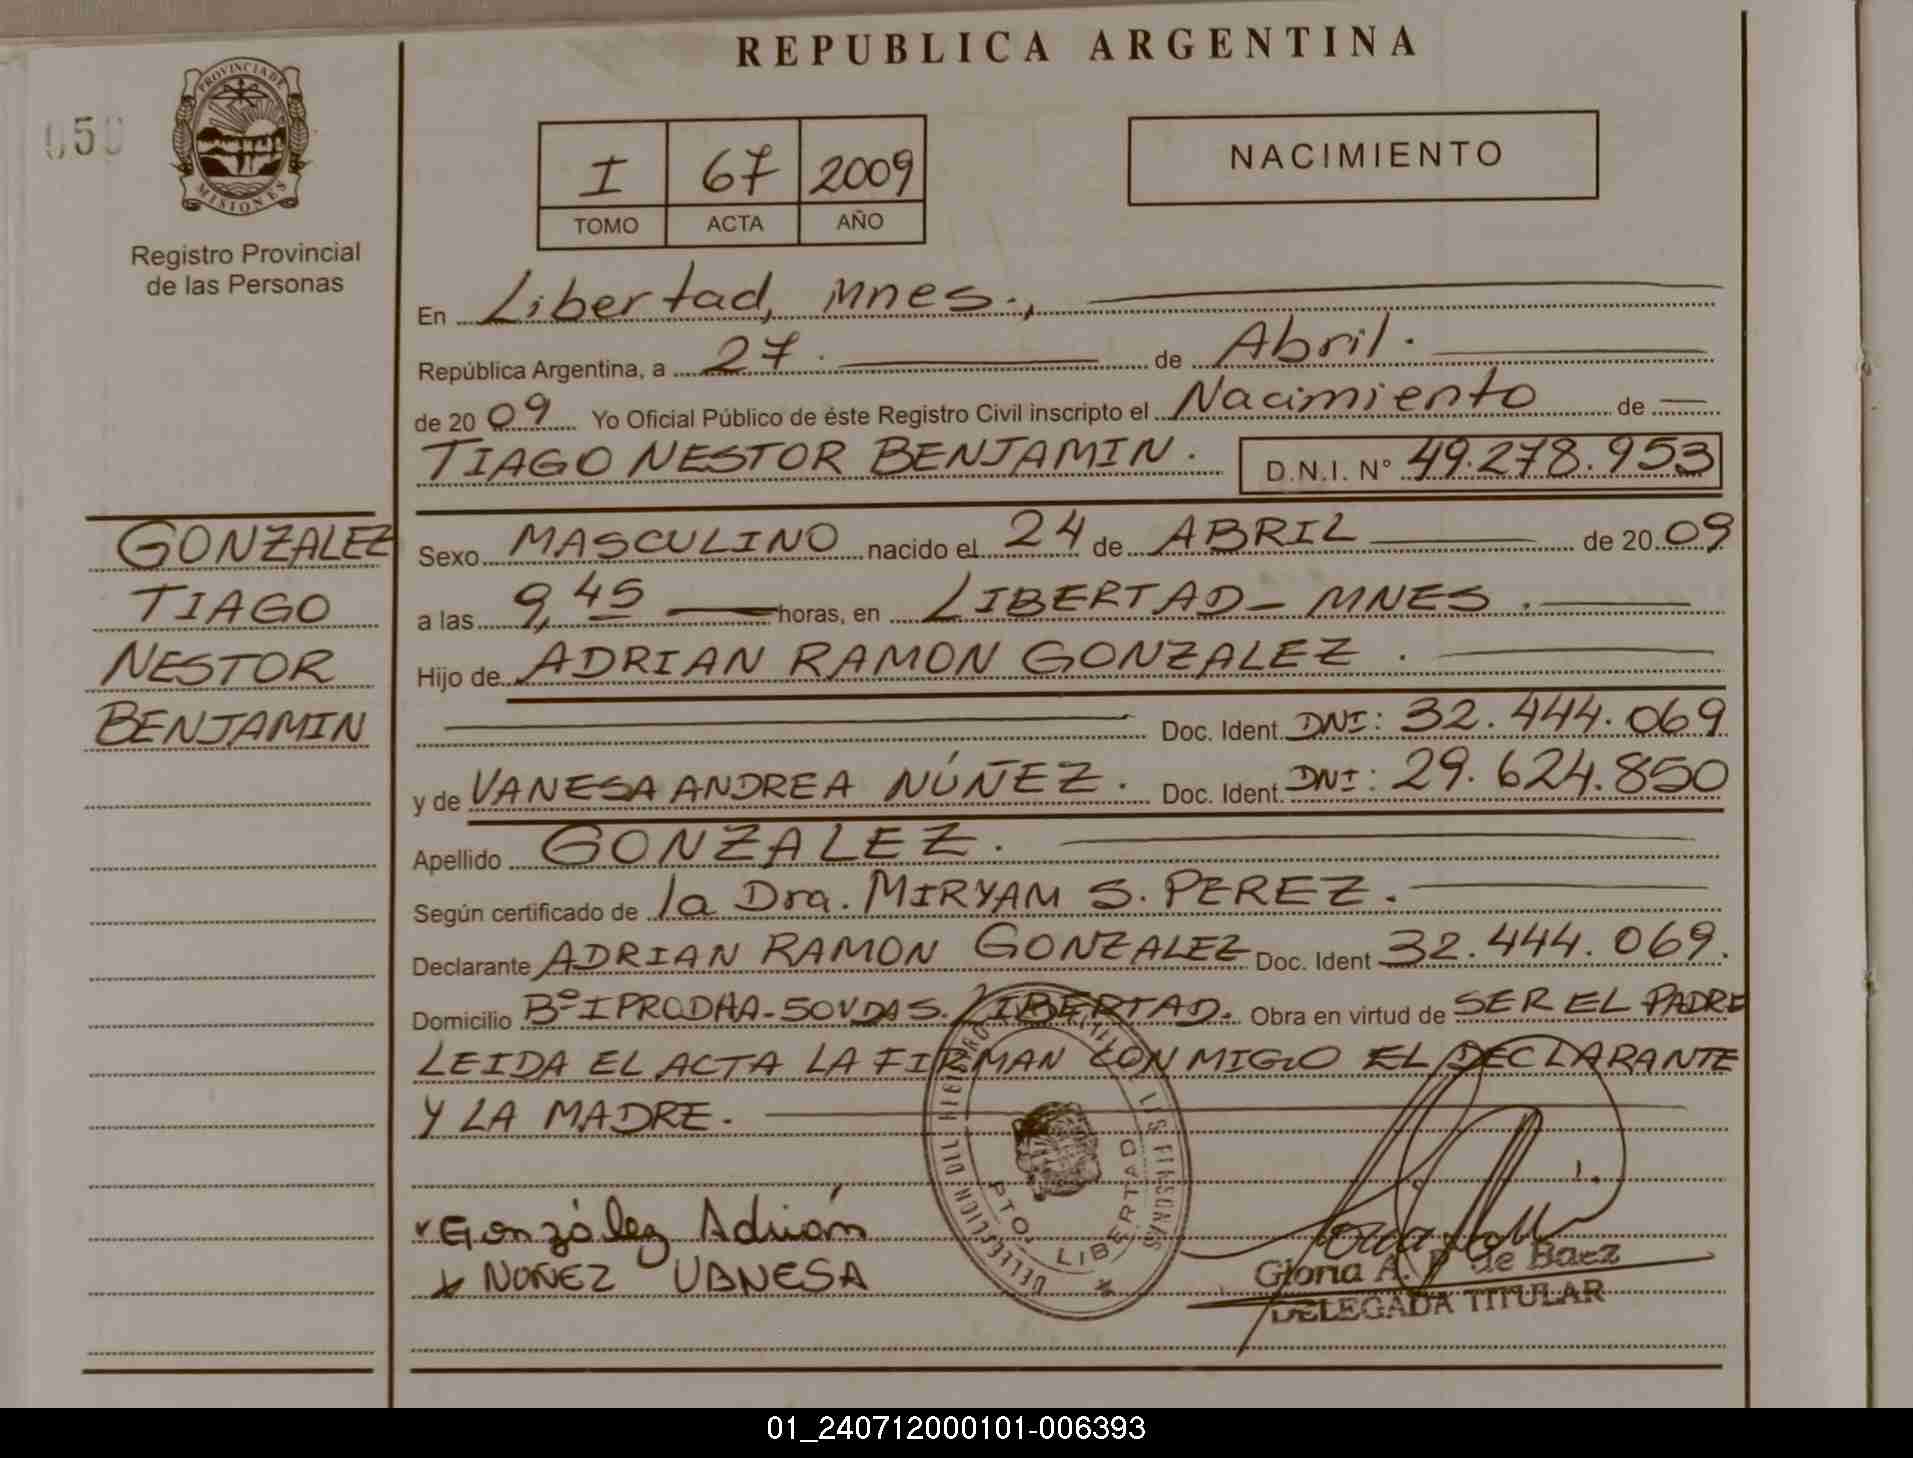 REPUBLICA ARGENTINA
PROVINCIA DE
MISIONES
Registro Provincial
de las Personas
I 67 2009
TOMO ACTA AÑO
NACIMIENTO
En Libertad, Mnes.,
República Argentina, a 27. de Abril.
de 2009 Yo Oficial Público de éste Registro Civil inscripto el Nacimiento de
TIAGO NESTOR BENJAMIN. D.N.I. N° 49.278.953
GONZALEZ
TIAGO
NESTOR
BENJAMIN
Sexo MASCULINO nacido el 24 de ABRIL de 2009
a las 9,45 horas, en LIBERTAD - MNES.
Hijo de ADRIAN RAMON GONZALEZ.
Doc. Ident. DNI: 32.444.069
y de VANESA ANDREA NÚÑEZ. Doc. Ident. DNI: 29.624.850
Apellido GONZALEZ.
Según certificado de la Dra. MIRYAM S. PEREZ.
Declarante ADRIAN RAMON GONZALEZ Doc. Ident 32.444.069.
Domicilio Bº IPRODHA-50VDAS. LIBERTAD. Obra en virtud de SER EL PADRE
LEIDA EL ACTA LA FIRMAN CONMIGO EL DECLARANTE
Y LA MADRE.
PTO. LIBERTAD
González Adrián
NUÑEZ VANESA
Gloria A. P de Baez
DELEGADA TITULAR
01_240712000101-006393